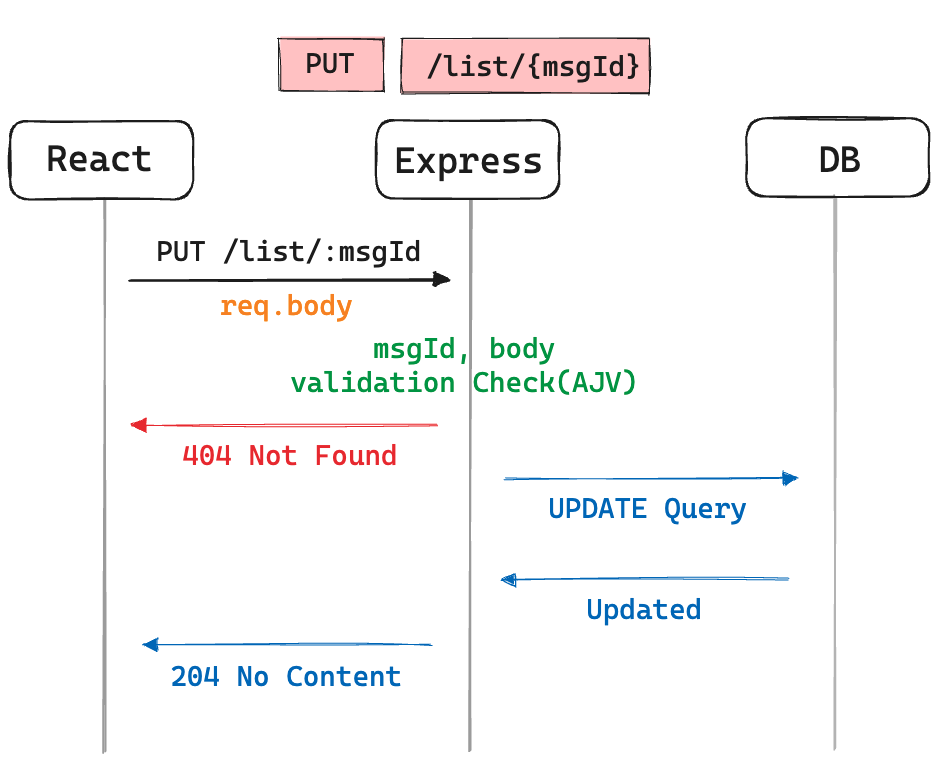 PUT /list/{msgId}
React Express DB
PUT /list/:msgId
req.body
msgId, body
validation Check(AJV)
404 Not Found
UPDATE Query
Updated
204 No Content